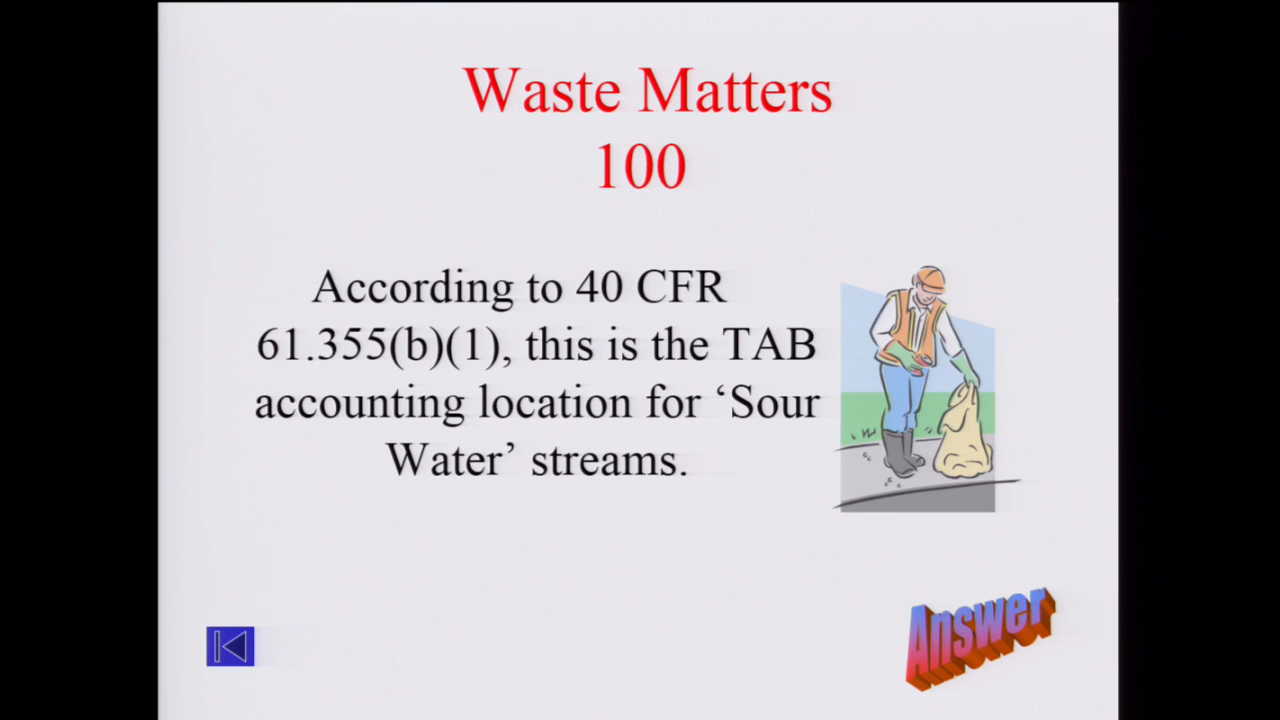 Waste Matters
100
According to 40 CFR
61.355(b)(1), this is the TAB
accounting location for ‘Sour
Water’ streams.
Answer